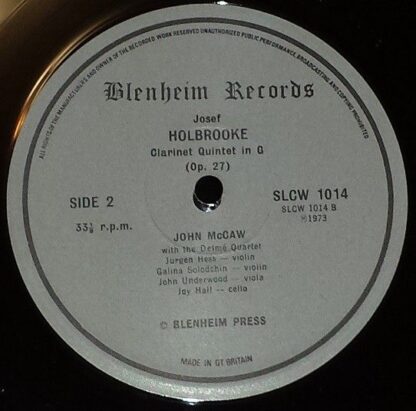 ALL RIGHTS OF THE MANUFACTURERS AND OWNER OF THE RECORDED WORK RESERVED UNAUTHORIZED PUBLIC PERFORMANCE, BROADCASTING AND COPYING PROHIBITED
Blenheim Records
Josef
HOLBROOKE
Clarinet Quintet in G
(Op. 27)
SIDE 2
33⅓ r.p.m.
SLCW 1014
SLCW 1014 B
℗1973
JOHN McCAW
with the Delmé Quartet
Jurgen Hess — violin
Galina Solodchin — violin
John Underwood — viola
Joy Hall — cello
© BLENHEIM PRESS
MADE IN GT BRITAIN